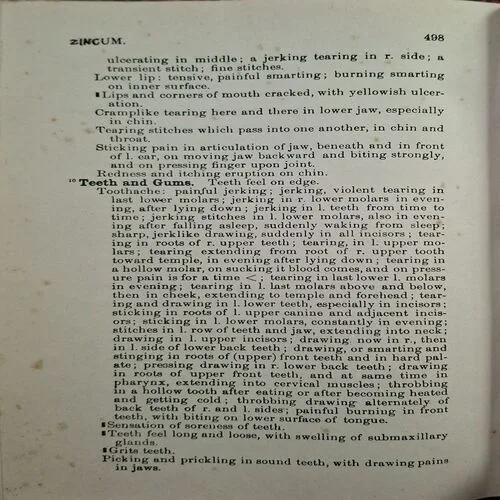 ZINCUM. 498
ulcerating in middle; a jerking tearing in r. side; a
transient stitch; fine stitches.
Lower lip: tensive, painful smarting; burning smarting
on inner surface.
▮Lips and corners of mouth cracked, with yellowish ulcer-
ation.
Cramplike tearing here and there in lower jaw, especially
in chin.
Tearing stitches which pass into one another, in chin and
throat.
Sticking pain in articulation of jaw, beneath and in front
of l. ear, on moving jaw backward and biting strongly,
and on pressing finger upon joint.
Redness and itching eruption on chin.
10 Teeth and Gums. Teeth feel on edge.
Toothache: painful jerking; jerking, violent tearing in
last lower molars; jerking in r. lower molars in even-
ing, after lying down; jerking in l. teeth from time to
time; jerking stitches in l. lower molars, also in even-
ing after falling asleep, suddenly waking from sleep;
sharp, jerklike drawing, suddenly in all incisors; tear-
ing in roots of r. upper teeth; tearing, in l. upper mo-
lars; tearing extending from root of r. upper tooth
toward temple, in evening after lying down; tearing in
a hollow molar, on sucking it blood comes, and on press-
ure pain is for a time <; tearing in last lower l. molars
in evening; tearing in l. last molars above and below,
then in cheek, extending to temple and forehead; tear-
ing and drawing in l. lower teeth, especially in incisors;
sticking in roots of l. upper canine and adjacent incis-
ors; sticking in l. lower molars, constantly in evening;
stitches in l. row of teeth and jaw, extending into neck;
drawing in l. upper incisors; drawing, now in r., then
in l. side of lower back teeth; drawing, or smarting and
stinging in roots of (upper) front teeth and in hard pal-
ate; pressing drawing in r. lower back teeth; drawing
in roots of upper front teeth, and at same time in
pharynx, extending into cervical muscles; throbbing
in a hollow tooth after eating or after becoming heated
and getting cold; throbbing drawing alternately of
back teeth of r. and l. sides; painful burning in front
teeth, with biting on lower surface of tongue.
▮Sensation of soreness of teeth.
▮Teeth feel long and loose, with swelling of submaxillary
glands.
▮Grits teeth.
Picking and prickling in sound teeth, with drawing pains
in jaws.